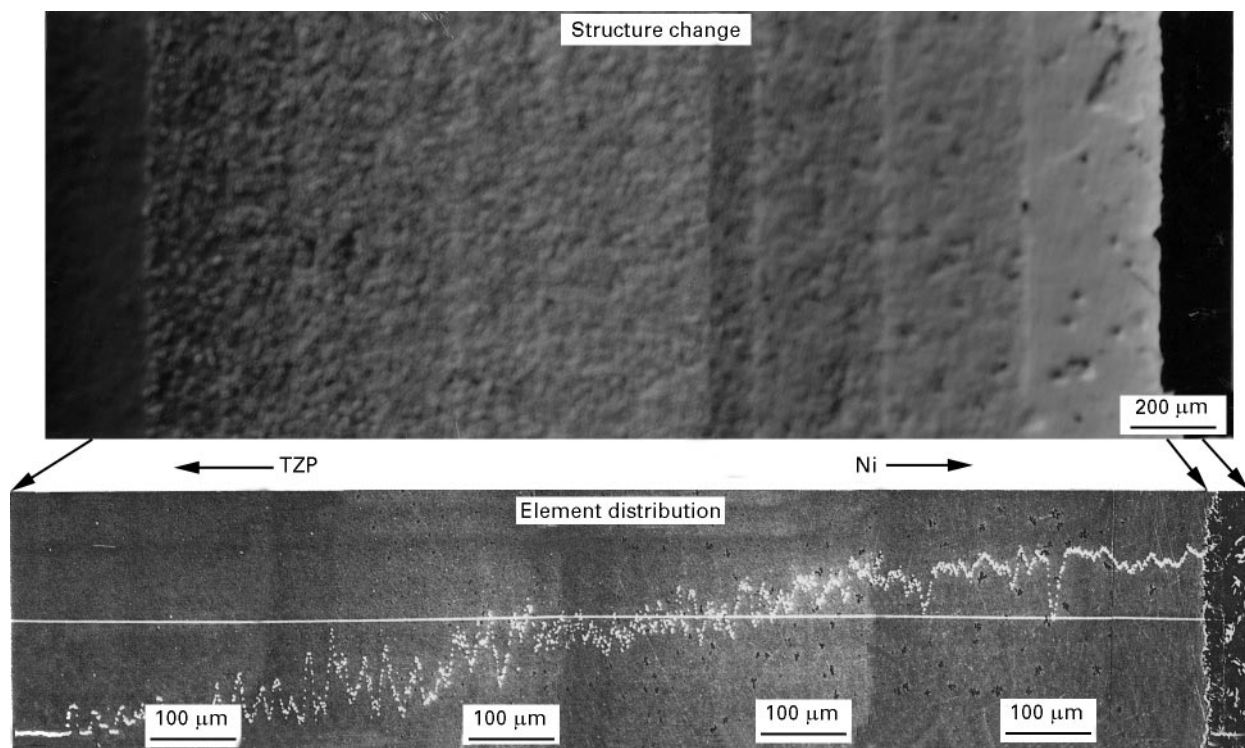 Structure change
200 μm
TZP
Ni
Element distribution
100 μm
100 μm
100 μm
100 μm